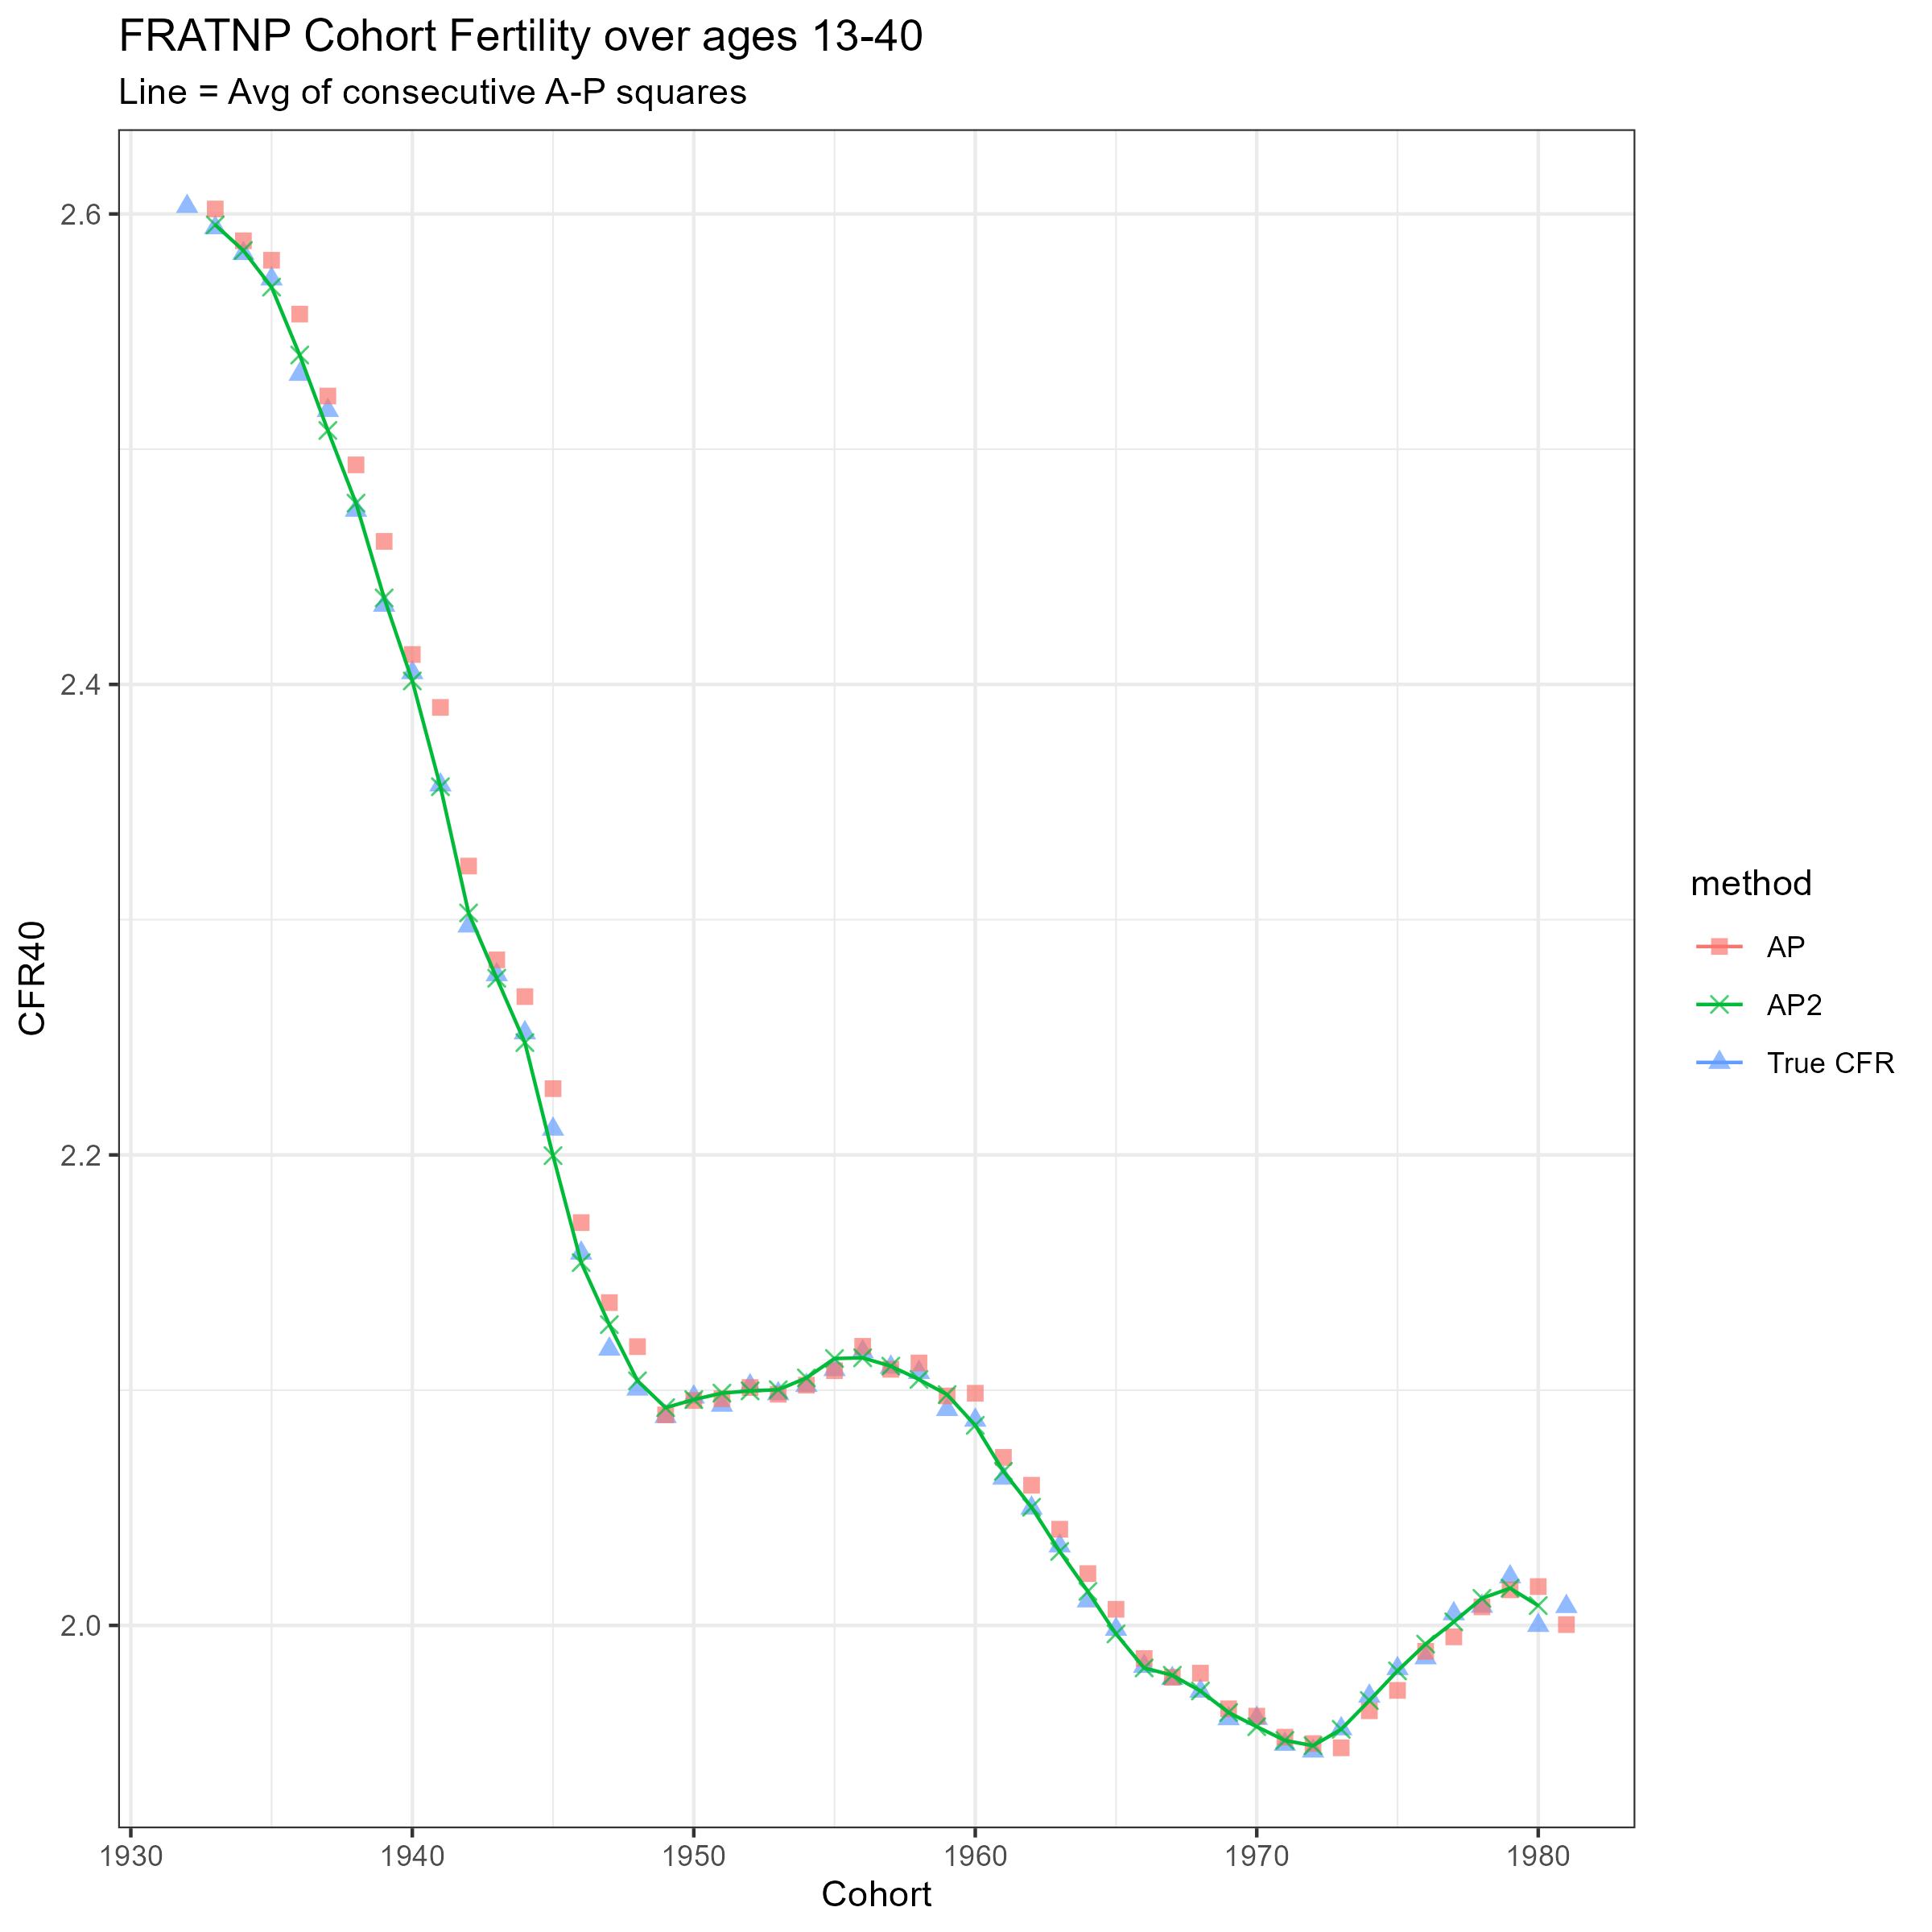 FRATNP Cohort Fertility over ages 13-40
Line = Avg of consecutive A-P squares
2.6
2.4
2.2
2.0
CFR40
1930 1940 1950 1960 1970 1980
Cohort
method
AP
AP2
True CFR